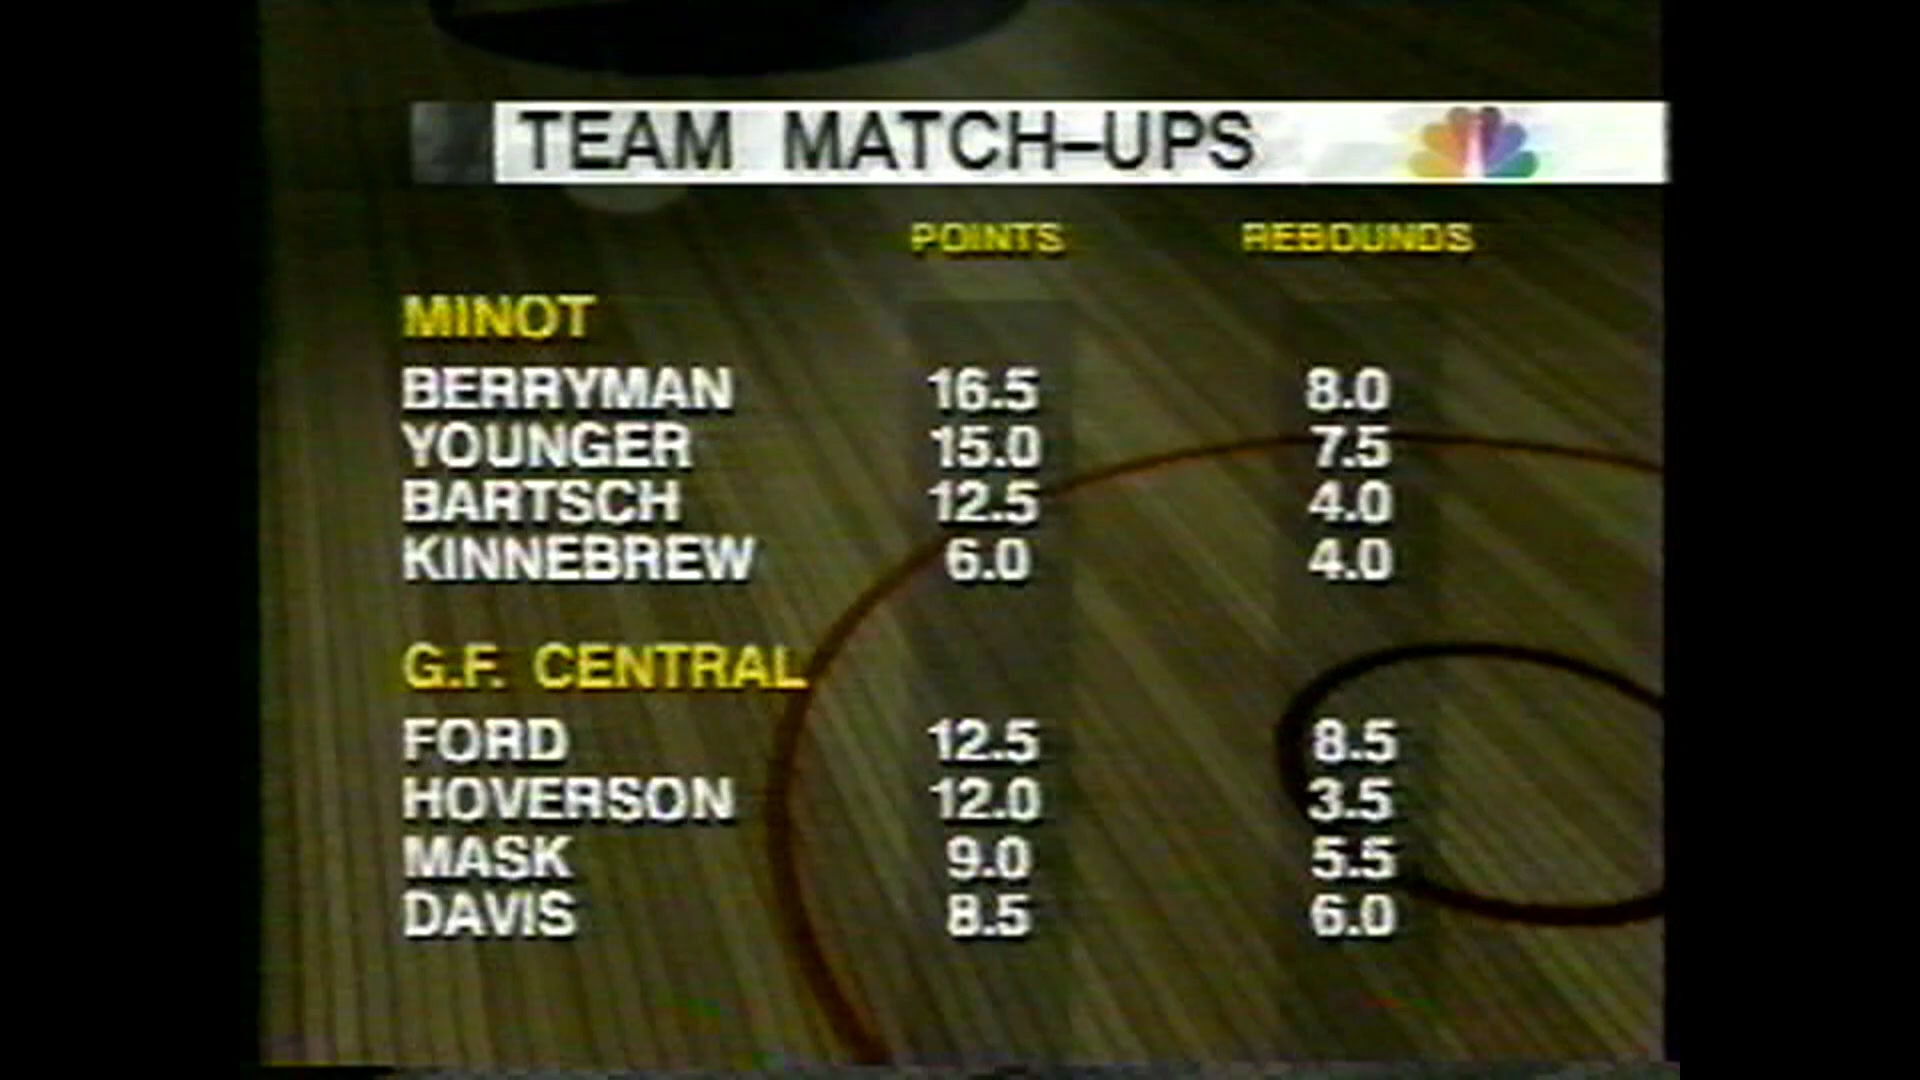 TEAM MATCH-UPS
POINTS REBOUNDS
MINOT
BERRYMAN 16.5 8.0
YOUNGER 15.0 7.5
BARTSCH 12.5 4.0
KINNEBREW 6.0 4.0
G.F. CENTRAL
FORD 12.5 8.5
HOVERSON 12.0 3.5
MASK 9.0 5.5
DAVIS 8.5 6.0